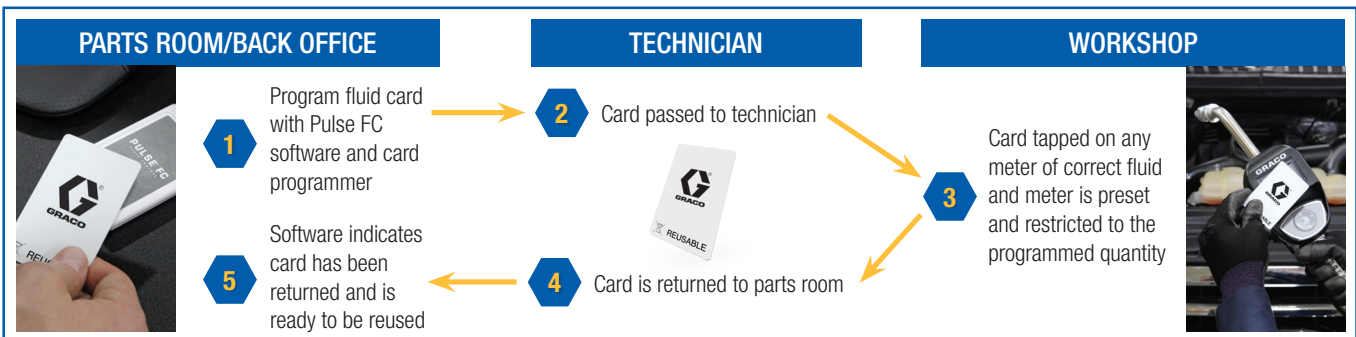 PARTS ROOM/BACK OFFICE
TECHNICIAN
WORKSHOP
PULSE FC
GRACO
REUS
1
Program fluid card
with Pulse FC
software and card
programmer
2
Card passed to technician
GRACO
REUSABLE
3
Card tapped on any
meter of correct fluid
and meter is preset
and restricted to the
programmed quantity
GRACO
GRACO
4
Card is returned to parts room
5
Software indicates
card has been
returned and is
ready to be reused